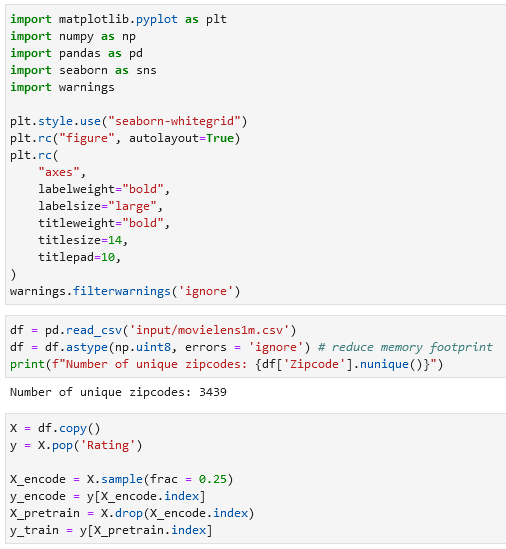 import matplotlib.pyplot as plt
import numpy as np
import pandas as pd
import seaborn as sns
import warnings
plt.style.use("seaborn-whitegrid")
plt.rc("figure", autolayout=True)
plt.rc(
    "axes",
    labelweight="bold",
    labelsize="large",
    titleweight="bold",
    titlesize=14,
    titlepad=10,
)
warnings.filterwarnings('ignore')
df = pd.read_csv('input/movielens1m.csv')
df = df.astype(np.uint8, errors = 'ignore') # reduce memory footprint
print(f"Number of unique zipcodes: {df['Zipcode'].nunique()}")
Number of unique zipcodes: 3439
X = df.copy()
y = X.pop('Rating')
X_encode = X.sample(frac = 0.25)
y_encode = y[X_encode.index]
X_pretrain = X.drop(X_encode.index)
y_train = y[X_pretrain.index]